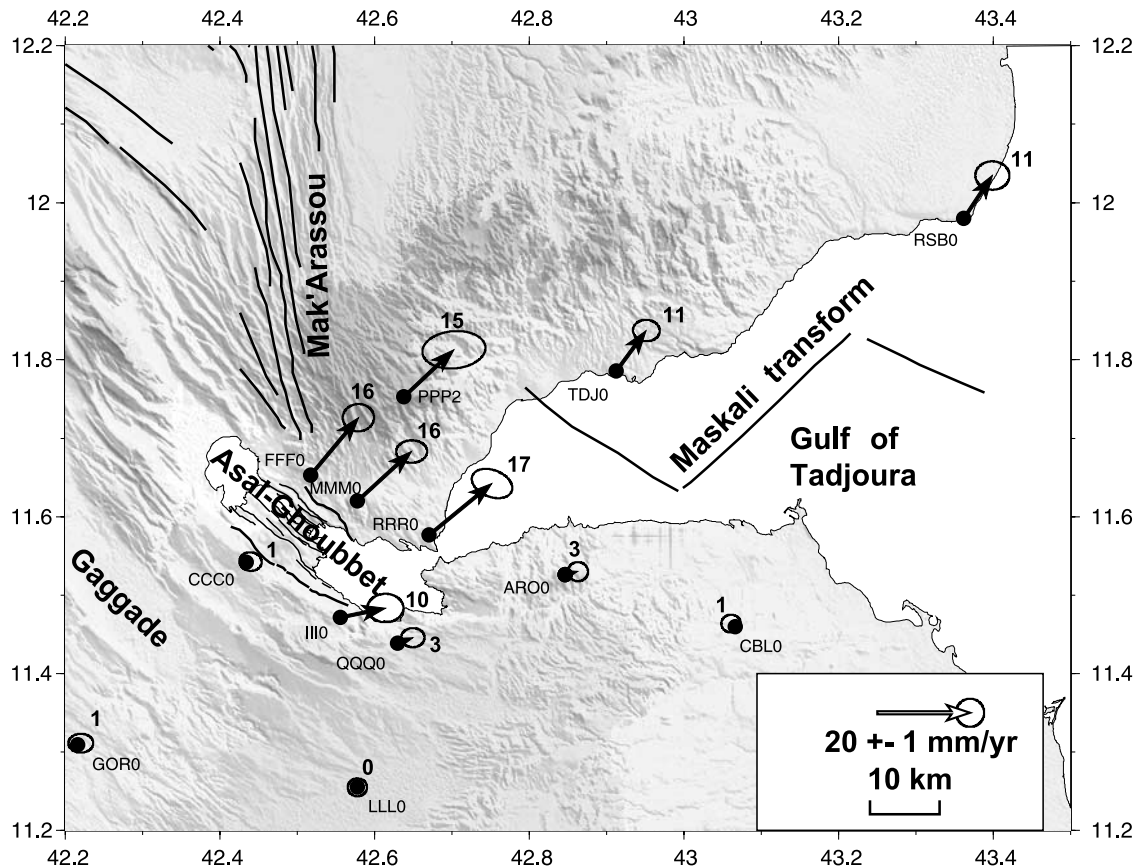 42.2 42.4 42.6 42.8 43 43.2 43.4
12.2 12.2
11
12 12
RSB0
Mak'Arassou
Maskali transform
15
11
11.8 11.8
PPP2
TDJ0
16
16
FFF0
Gulf of
Tadjoura
MMM0
17
Asal-Ghoubbet
RRR0
11.6 11.6
1
3
CCC0
ARO0
Gaggade
10
1
III0
3
QQQ0
CBL0
11.4 11.4
1
GOR0
0
LLL0
20 +- 1 mm/yr
10 km
11.2 11.2
42.2 42.4 42.6 42.8 43 43.2 43.4